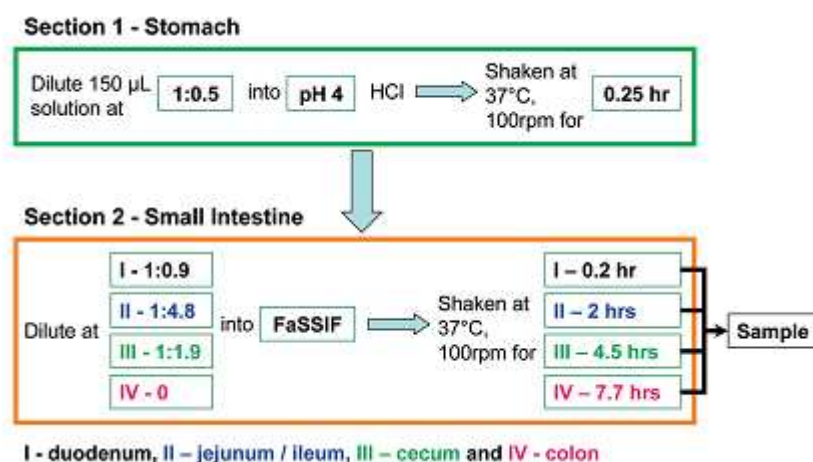 Section 1 - Stomach
Dilute 150 µL solution at 1:0.5 into pH 4 HCl Shaken at 37°C, 100rpm for 0.25 hr
Section 2 - Small Intestine
Dilute at
I - 1:0.9
II - 1:4.8
III - 1:1.9
IV - 0
into FaSSIF
Shaken at
37°C,
100rpm for
I – 0.2 hr
II – 2 hrs
III – 4.5 hrs
IV – 7.7 hrs
Sample
I - duodenum, II – jejunum / ileum, III – cecum and IV - colon